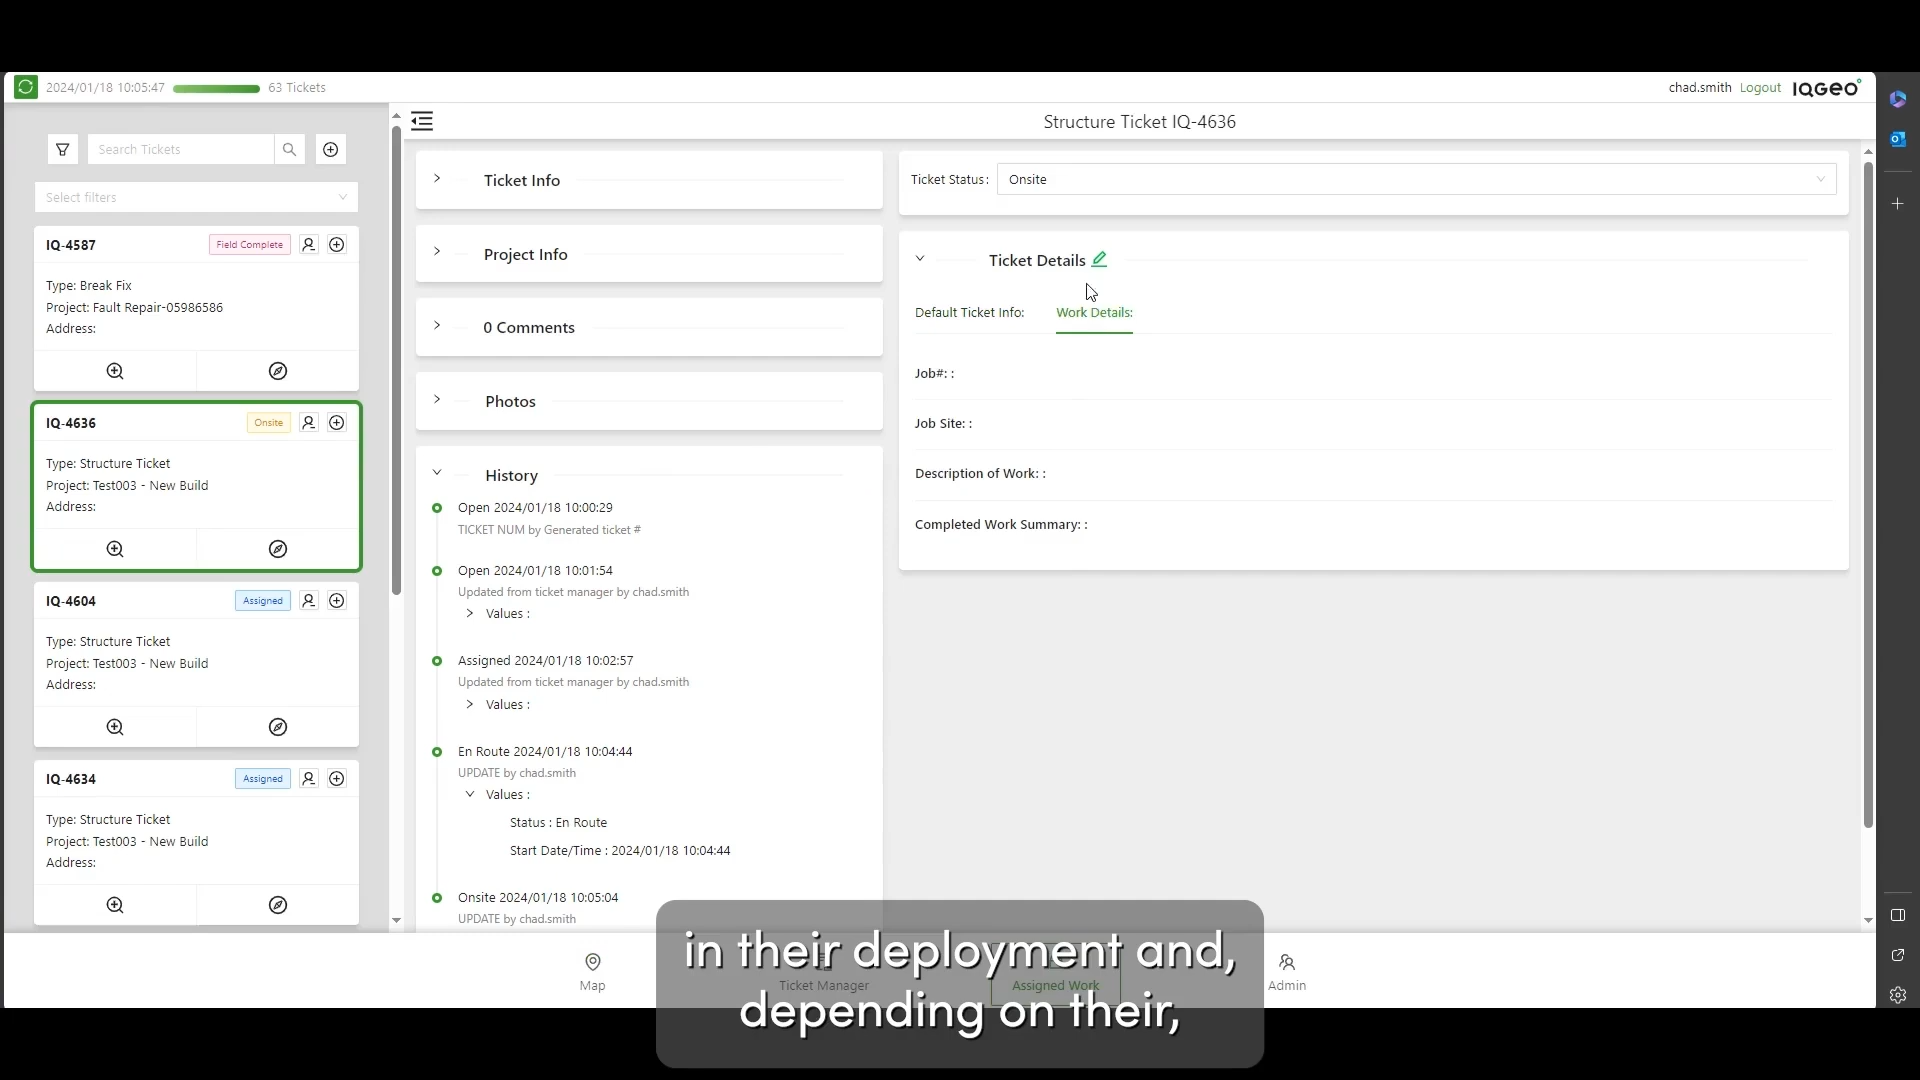 2024/01/18 10:05:47
63 Tickets
chad.smith
Logout
IQGEO
Structure Ticket IQ-4636
Search Tickets
Select filters
IQ-4587
Field Complete
Type: Break Fix
Project: Fault Repair-05986586
Address:
IQ-4636
Onsite
Type: Structure Ticket
Project: Test003 - New Build
Address:
IQ-4604
Assigned
Type: Structure Ticket
Project: Test003 - New Build
Address:
IQ-4634
Assigned
Type: Structure Ticket
Project: Test003 - New Build
Address:
Ticket Info
Project Info
0 Comments
Photos
History
Open 2024/01/18 10:00:29
TICKET NUM by Generated ticket #
Open 2024/01/18 10:01:54
Updated from ticket manager by chad.smith
Values :
Assigned 2024/01/18 10:02:57
Updated from ticket manager by chad.smith
Values :
En Route 2024/01/18 10:04:44
UPDATE by chad.smith
Values :
Status : En Route
Start Date/Time : 2024/01/18 10:04:44
Onsite 2024/01/18 10:05:04
UPDATE by chad.smith
Ticket Status :
Onsite
Ticket Details
Default Ticket Info:
Work Details:
Job#: :
Job Site: :
Description of Work: :
Completed Work Summary: :
Map
Ticket Manager
Assigned Work
Admin
in their deployment and,
depending on their,